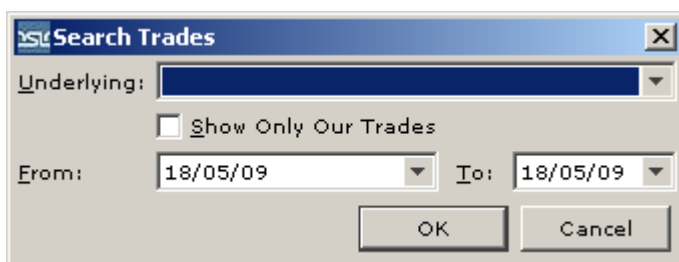 Search Trades
Underlying:
Show Only Our Trades
From: 18/05/09 To: 18/05/09
OK Cancel